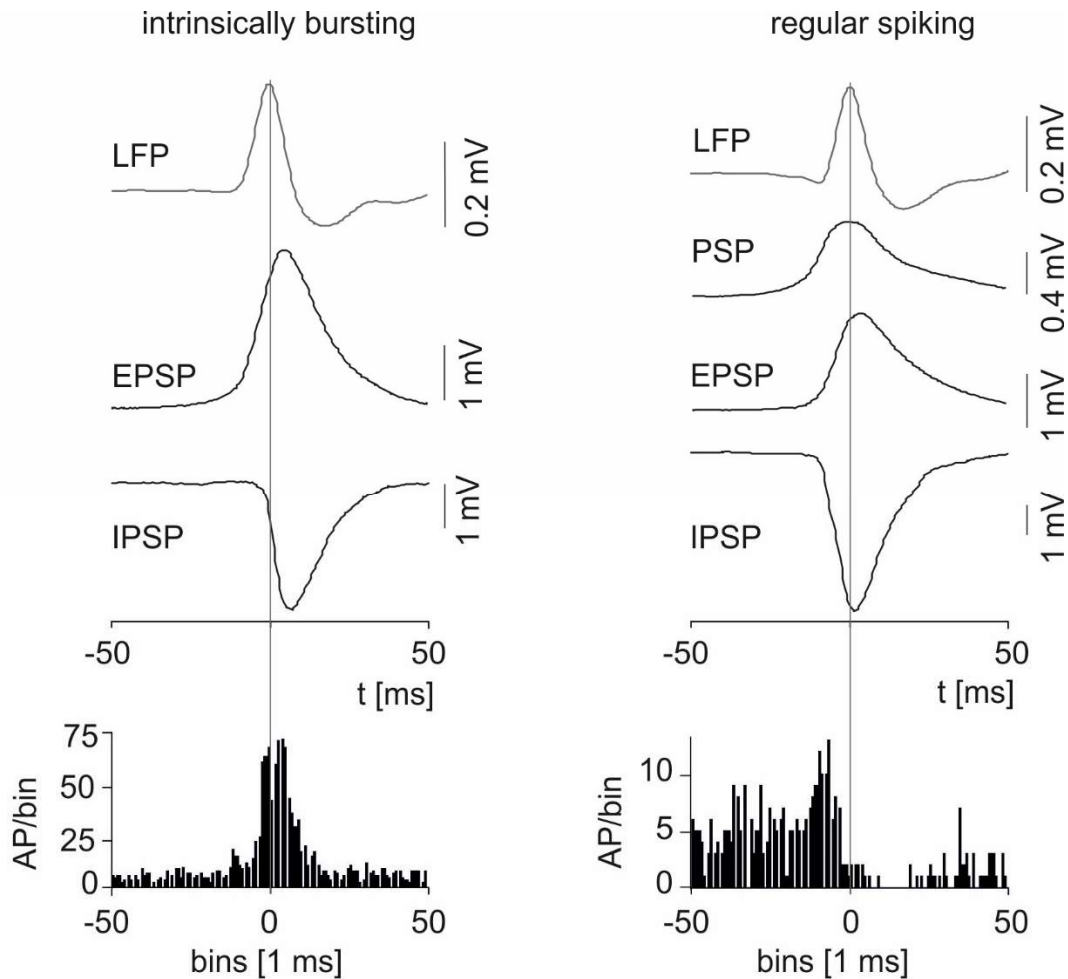 intrinsically bursting
LFP
0.2 mV
EPSP
1 mV
IPSP
1 mV
-50 0 50
t [ms]
75
50
25
0
AP/bin
-50 0 50
bins [1 ms]
regular spiking
LFP
0.2 mV
PSP
0.4 mV
EPSP
1 mV
IPSP
1 mV
-50 0 50
t [ms]
10
5
0
AP/bin
-50 0 50
bins [1 ms]